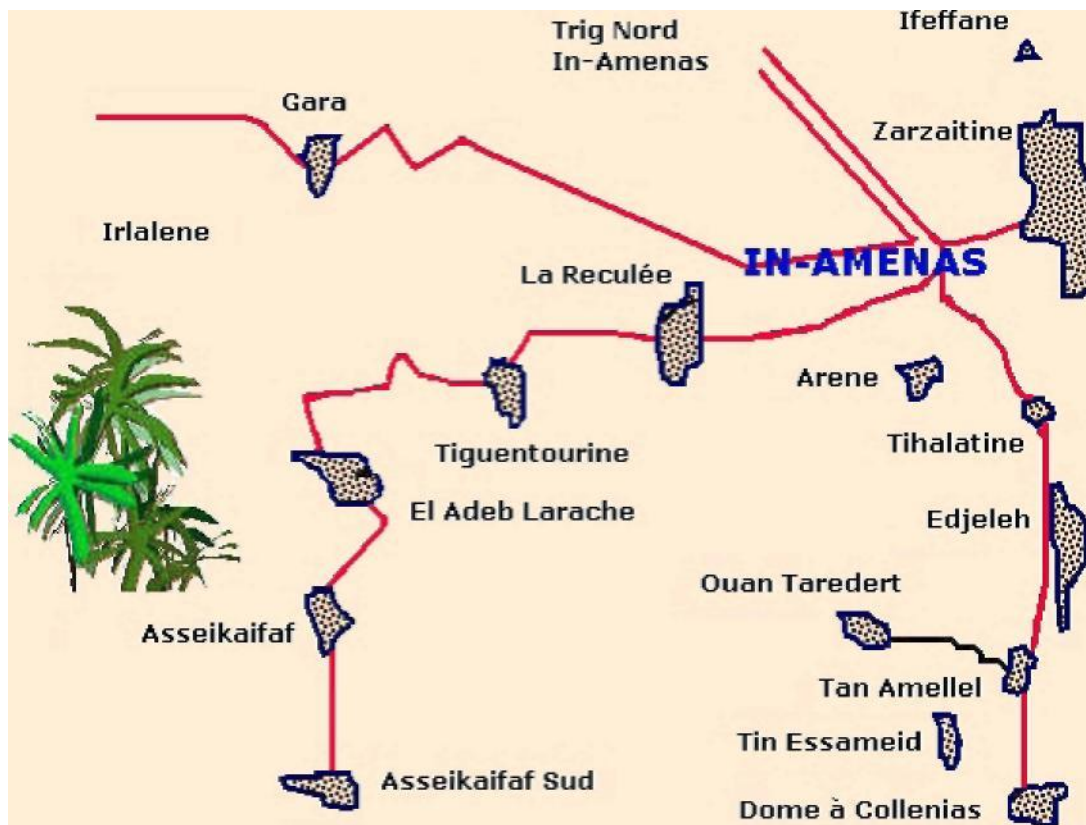 Ifeffane
Trig Nord
In-Amenas
Gara
Zarzaitine
Irlalene
IN-AMENAS
La Reculée
Arene
Tihalatine
Tiguentourine
El Adeb Larache
Edjeleh
Ouan Taredert
Asseikaifaf
Tan Amellel
Tin Essameid
Asseikaifaf Sud
Dome à Collenias